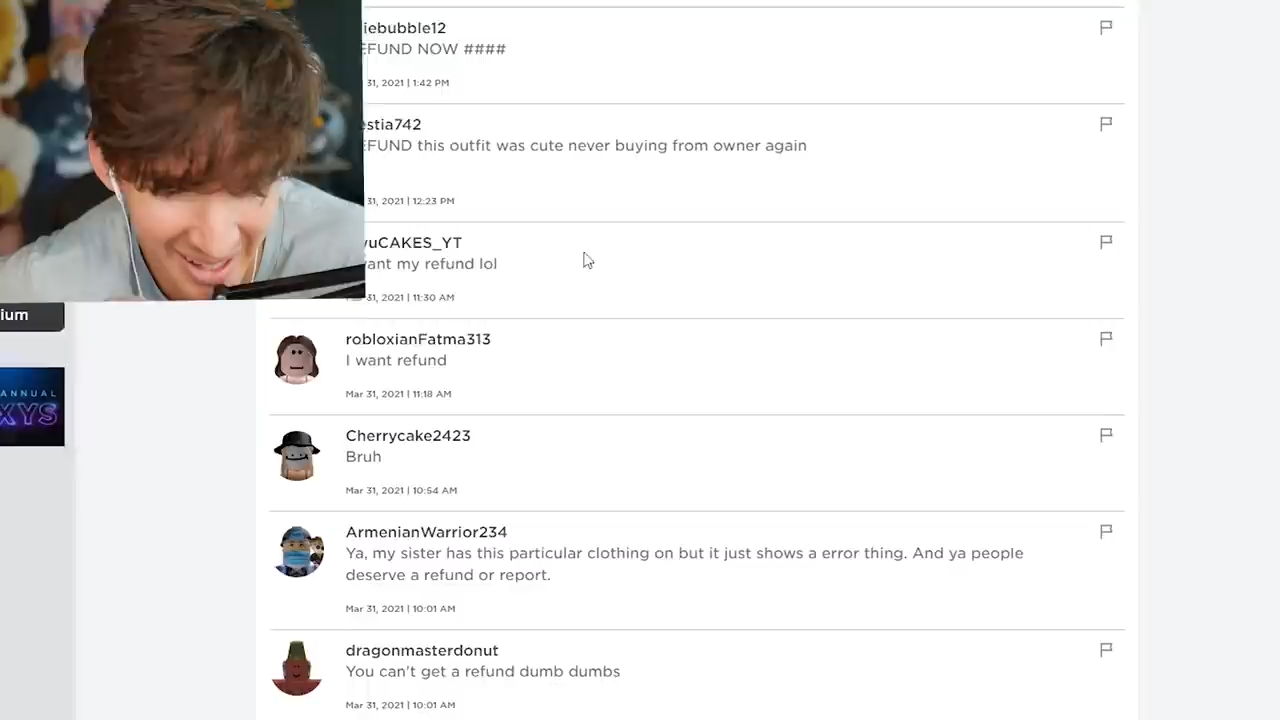 iebubble12
EFUND NOW ####
31, 2021 | 1:42 PM
estia742
EFUND this outfit was cute never buying from owner again
31, 2021 | 12:23 PM
uCAKES_YT
ant my refund lol
31, 2021 | 11:30 AM
ium
robloxianFatma313
I want refund
Mar 31, 2021 | 11:18 AM
ANNUAL
XYS
Cherrycake2423
Bruh
Mar 31, 2021 | 10:54 AM
ArmenianWarrior234
Ya, my sister has this particular clothing on but it just shows a error thing. And ya people
deserve a refund or report.
Mar 31, 2021 | 10:01 AM
dragonmasterdonut
You can't get a refund dumb dumbs
Mar 31, 2021 | 10:01 AM